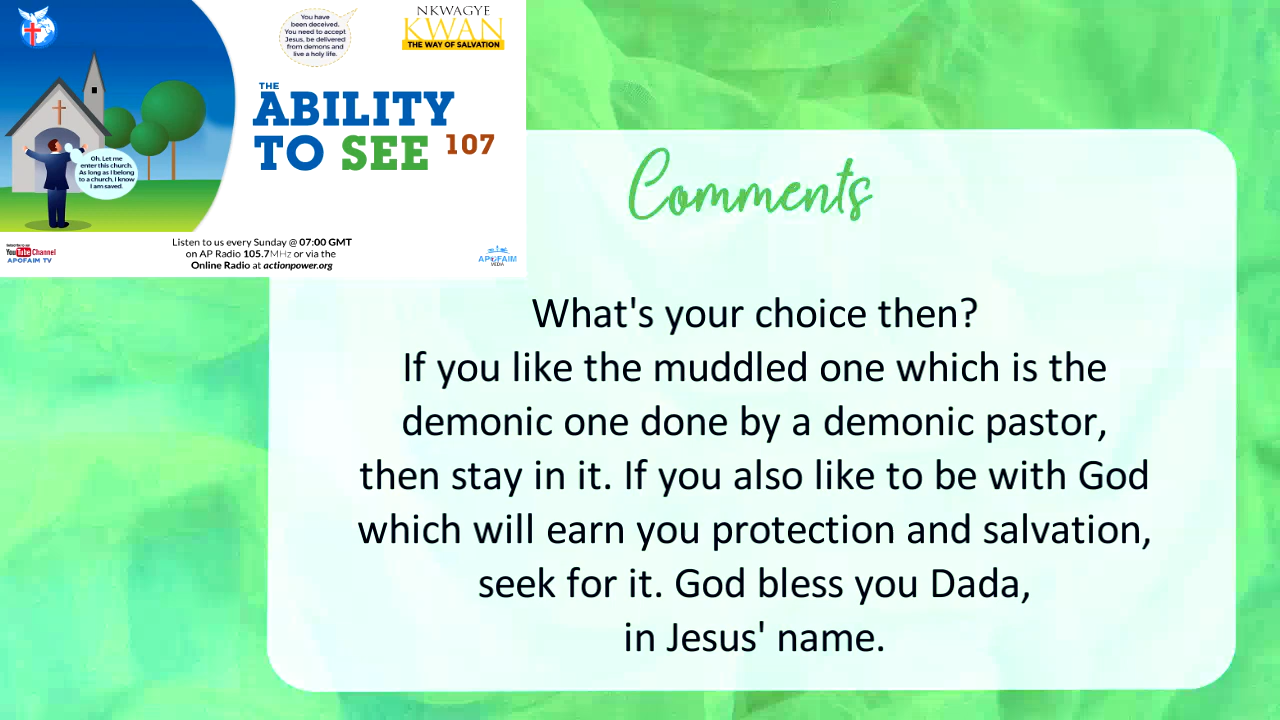 You have
been deceived.
You need to accept
Jesus, be delivered
from demons and
live a holy life.
NKWAGYE
KWAN
THE WAY OF SALVATION
THE
ABILITY
TO SEE 107
Oh, Let me
enter this church.
As long as I belong
to a church, I know
I am saved.
Listen to us every Sunday @ 07:00 GMT
on AP Radio 105.7MHz or via the
Online Radio at actionpower.org
YouTube Channel
APOFAIM TV
APOFAIM
MEDIA
Comments
What's your choice then?
If you like the muddled one which is the
demonic one done by a demonic pastor,
then stay in it. If you also like to be with God
which will earn you protection and salvation,
seek for it. God bless you Dada,
in Jesus' name.